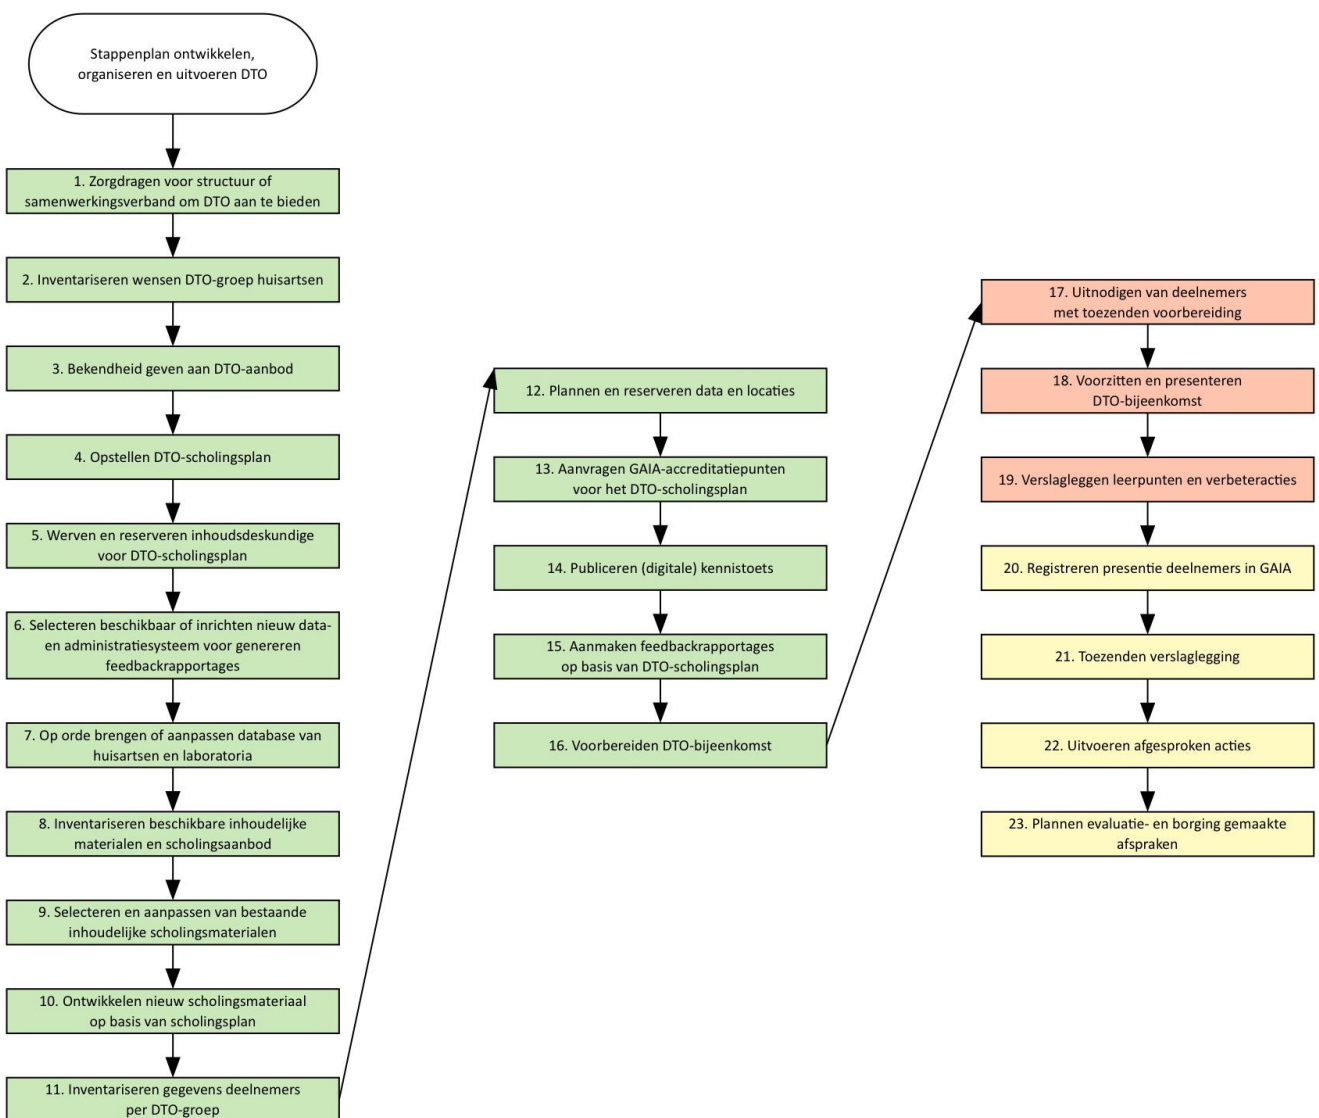 Stappenplan ontwikkelen,
organiseren en uitvoeren DTO
1. Zorgdragen voor structuur of
samenwerkingsverband om DTO aan te bieden
2. Inventariseren wensen DTO-groep huisartsen
3. Bekendheid geven aan DTO-aanbod
4. Opstellen DTO-scholingsplan
5. Werven en reserveren inhoudsdeskundige
voor DTO-scholingsplan
6. Selecteren beschikbaar of inrichten nieuw data-
en administratiesysteem voor genereren
feedbackrapportages
7. Op orde brengen of aanpassen database van
huisartsen en laboratoria
8. Inventariseren beschikbare inhoudelijke
materialen en scholingsaanbod
9. Selecteren en aanpassen van bestaande
inhoudelijke scholingsmaterialen
10. Ontwikkelen nieuw scholingsmateriaal
op basis van scholingsplan
11. Inventariseren gegevens deelnemers
per DTO-groep
12. Plannen en reserveren data en locaties
13. Aanvragen GAIA-accreditatiepunten
voor het DTO-scholingsplan
14. Publiceren (digitale) kennistoets
15. Aanmaken feedbackrapportages
op basis van DTO-scholingsplan
16. Voorbereiden DTO-bijeenkomst
17. Uitnodigen van deelnemers
met toezenden voorbereiding
18. Voorzitten en presenteren
DTO-bijeenkomst
19. Verslagleggen leerpunten en verbeteracties
20. Registreren presentie deelnemers in GAIA
21. Toezenden verslaglegging
22. Uitvoeren afgesproken acties
23. Plannen evaluatie- en borging gemaakte
afspraken